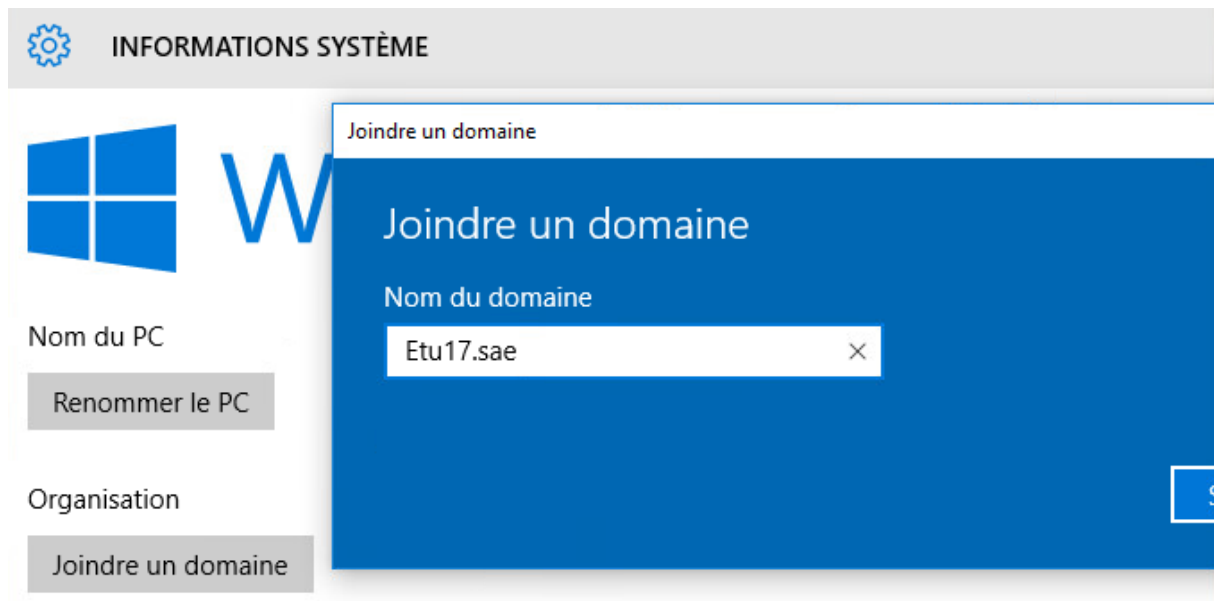 INFORMATIONS SYSTÈME
Joindre un domaine
W
Joindre un domaine
Nom du domaine
Etu17.sae
Nom du PC
Renommer le PC
Organisation
Joindre un domaine